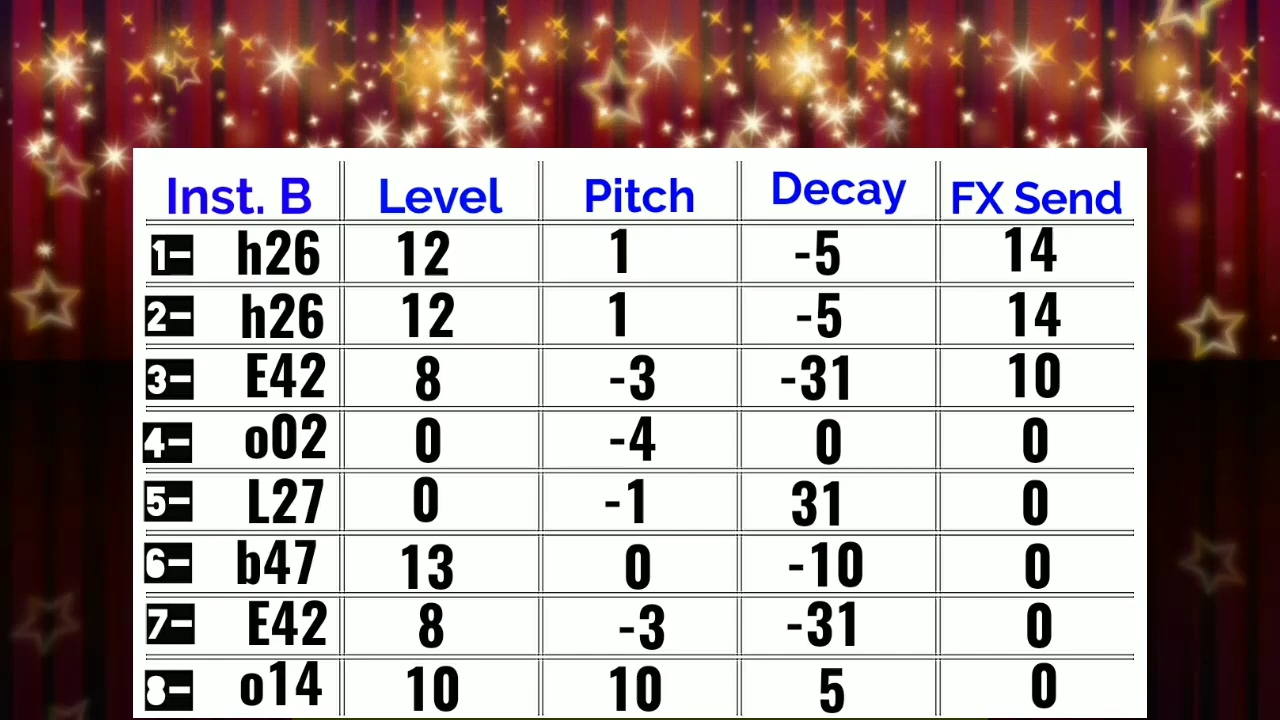 Inst. B Level Pitch Decay FX Send
1- h26 12 1 -5 14
2- h26 12 1 -5 14
3- E42 8 -3 -31 10
4- o02 0 -4 0 0
5- L27 0 -1 31 0
6- b47 13 0 -10 0
7- E42 8 -3 -31 0
8- o14 10 10 5 0